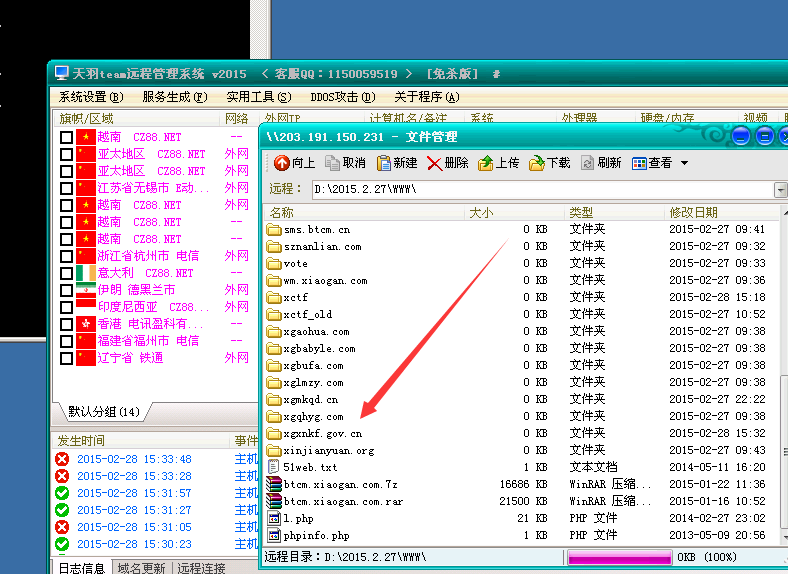 天羽team远程管理系统 v2015 < 客服QQ：1150059519 > [免杀版] #
系统设置(B) 服务生成(F) 实用工具(S) DDOS攻击(D) 关于程序(A)
旗帜/区域 网络 外网IP 计算机名/备注 系统 处理器 硬盘/内存 视频
越南 CZ88.NET --
亚太地区 CZ88.NET 外网
亚太地区 CZ88.NET 外网
江苏省无锡市 E动... 外网
越南 CZ88.NET 外网
越南 CZ88.NET --
越南 CZ88.NET --
浙江省杭州市 电信 外网
意大利 CZ88.NET --
伊朗 德黑兰市 外网
印度尼西亚 CZ88... 外网
香港 电讯盈科有... --
福建省福州市 电信 --
辽宁省 铁通 外网
默认分组(14)
发生时间 事件
2015-02-28 15:33:48 主机
2015-02-28 15:33:28 主机
2015-02-28 15:31:57 主机
2015-02-28 15:31:27 主机
2015-02-28 15:31:05 主机
2015-02-28 15:30:23 主机
日志信息 域名更新 远程连接
\\203.191.150.231 - 文件管理
向上 取消 新建 删除 上传 下载 刷新 查看
远程： D:\2015.2.27\WWW\
名称 大小 类型 修改日期
sms.btcm.cn 0 KB 文件夹 2015-02-27 09:41
sznanlian.com 0 KB 文件夹 2015-02-27 09:32
vote 0 KB 文件夹 2015-02-27 09:33
wm.xiaogan.com 0 KB 文件夹 2015-02-27 09:36
xctf 0 KB 文件夹 2015-02-28 15:18
xctf_old 0 KB 文件夹 2015-02-27 10:52
xgaohua.com 0 KB 文件夹 2015-02-27 09:38
xgbabyle.com 0 KB 文件夹 2015-02-27 09:38
xgbufa.com 0 KB 文件夹 2015-02-27 09:38
xglmzy.com 0 KB 文件夹 2015-02-27 09:38
xgmkqd.cn 0 KB 文件夹 2015-02-27 22:22
xgqhyg.com 0 KB 文件夹 2015-02-27 09:38
xgxnkf.gov.cn 0 KB 文件夹 2015-02-28 15:32
xinjianyuan.org 0 KB 文件夹 2015-02-27 09:43
51web.txt 1 KB 文本文档 2014-05-11 16:20
btcm.xiaogan.com.7z 16686 KB WinRAR 压缩... 2015-01-22 11:36
btcm.xiaogan.com.rar 21500 KB WinRAR 压缩... 2015-01-16 10:52
l.php 21 KB PHP 文件 2014-02-27 23:02
phpinfo.php 1 KB PHP 文件 2013-05-09 20:56
远程目录：D:\2015.2.27\WWW\ 0KB (100%)